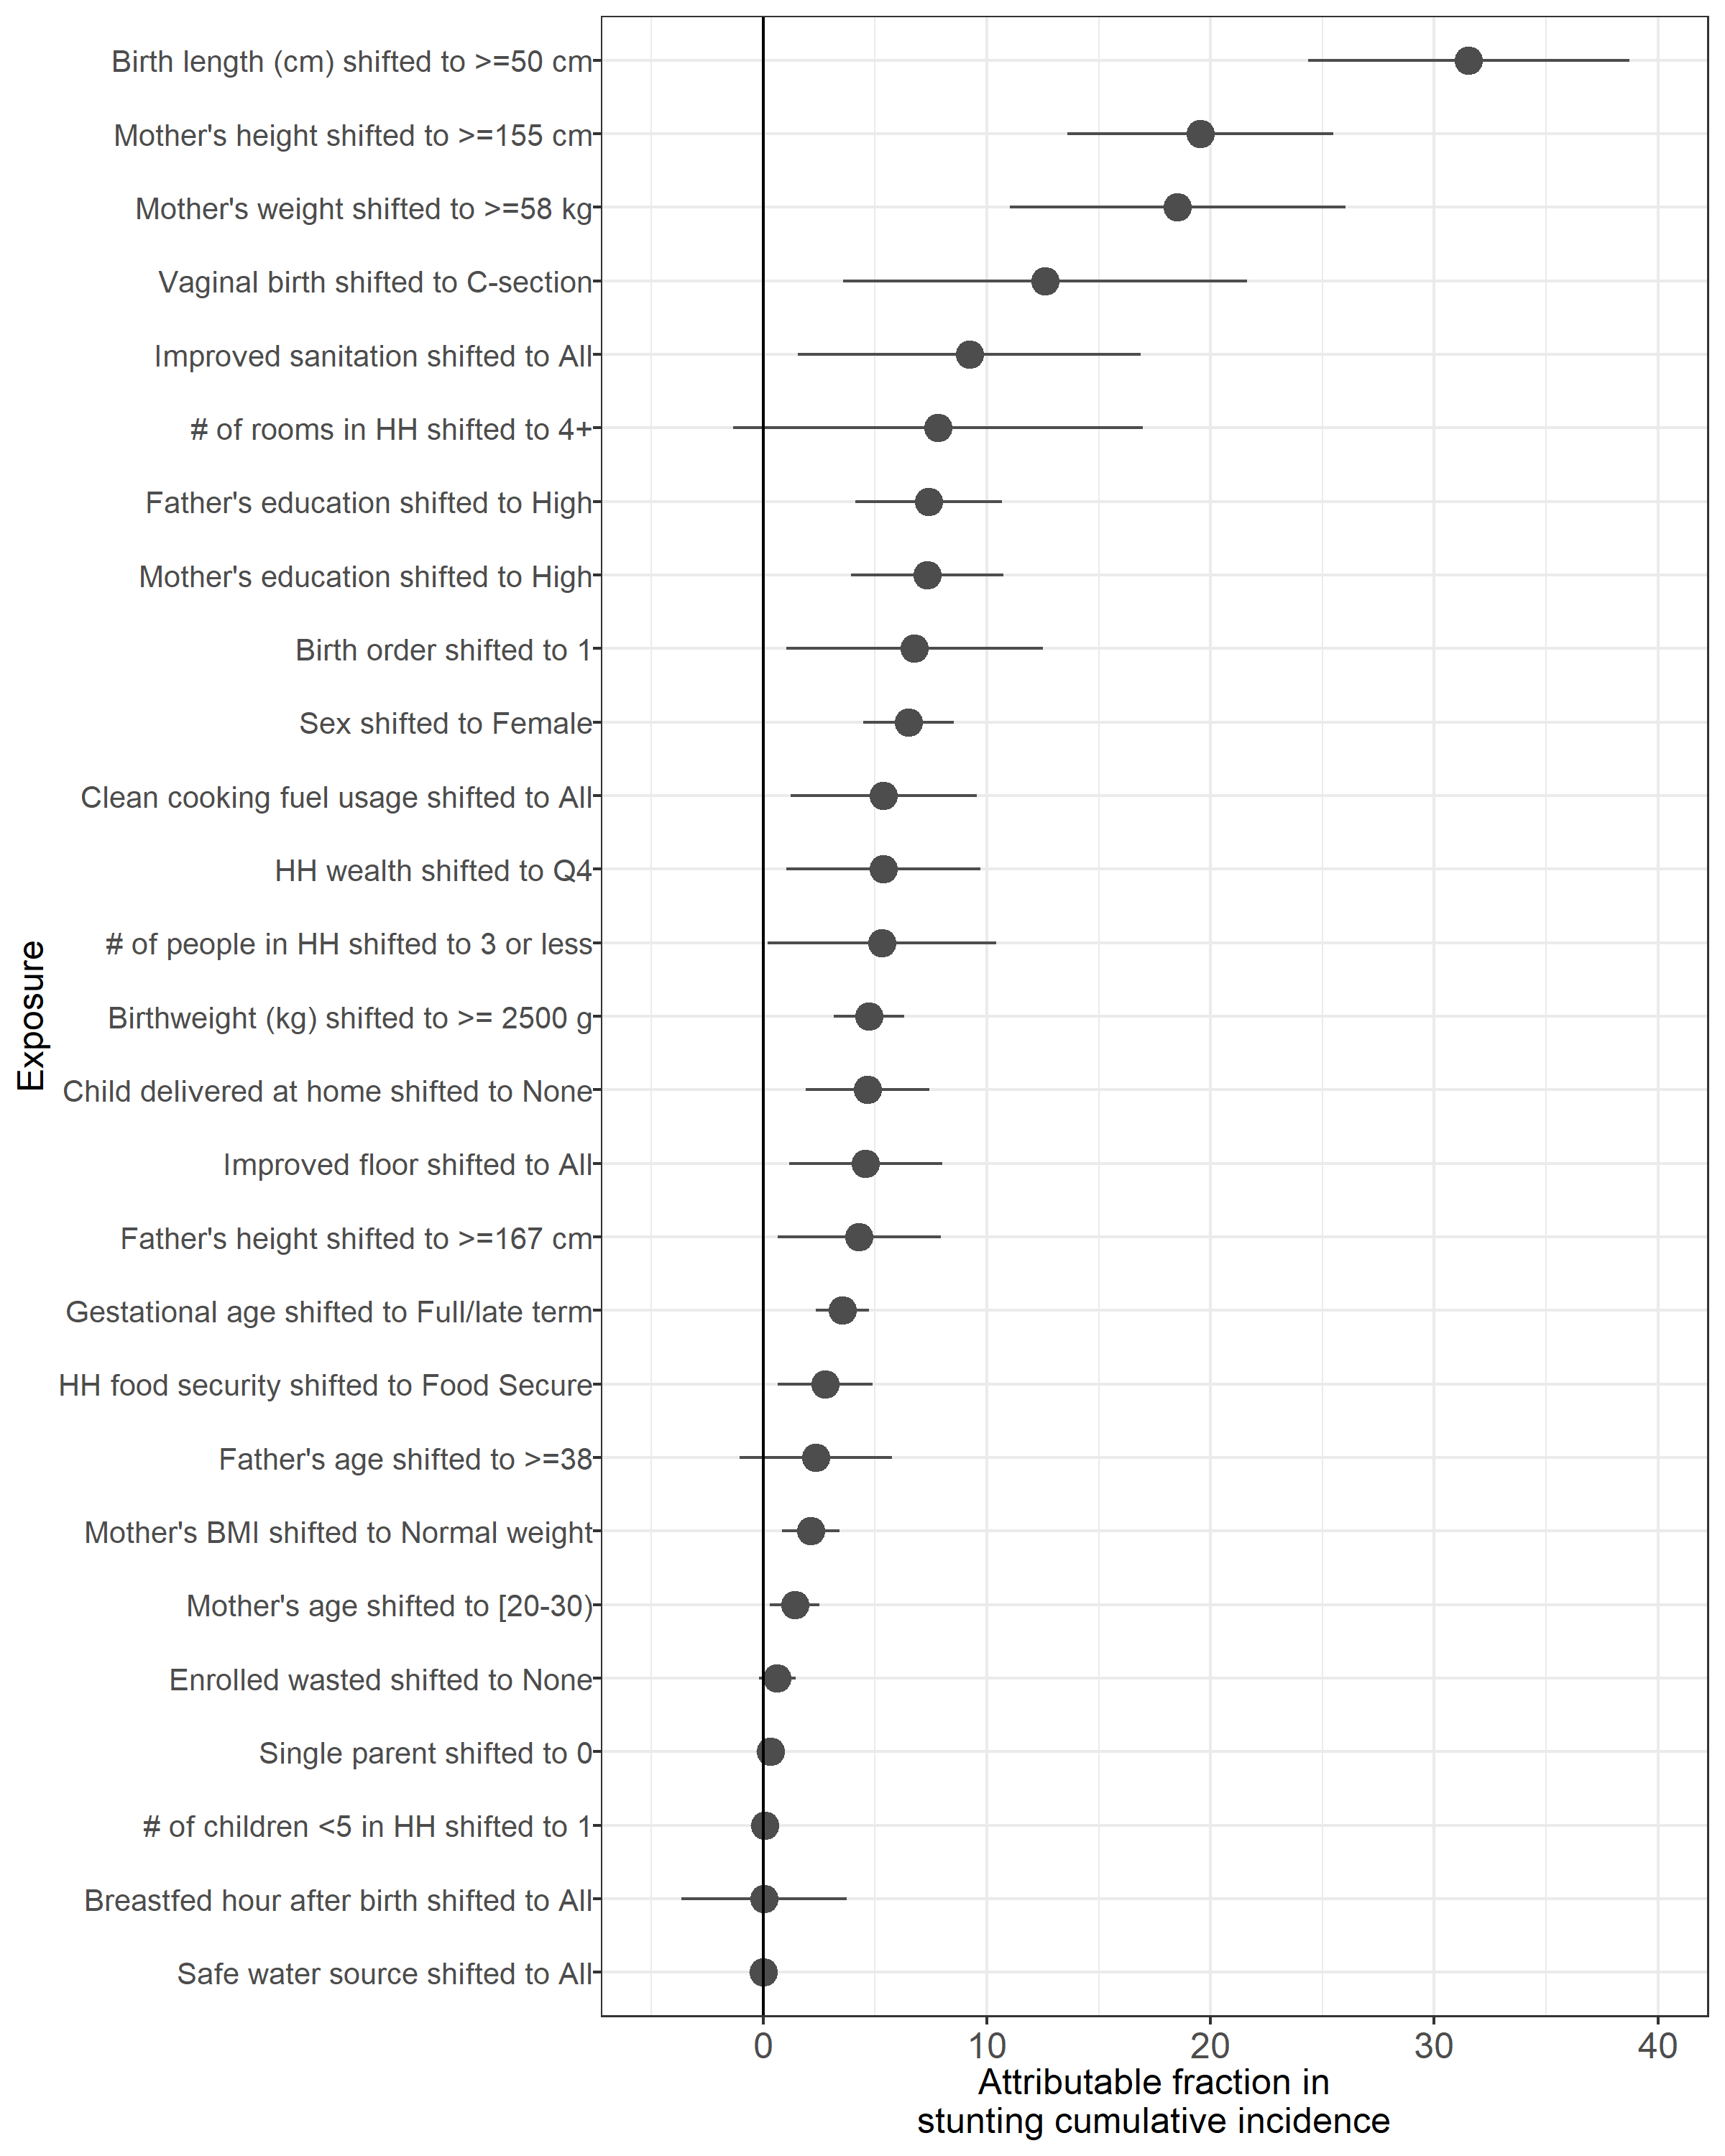 Birth length (cm) shifted to >=50 cm
Mother's height shifted to >=155 cm
Mother's weight shifted to >=58 kg
Vaginal birth shifted to C-section
Improved sanitation shifted to All
# of rooms in HH shifted to 4+
Father's education shifted to High
Mother's education shifted to High
Birth order shifted to 1
Sex shifted to Female
Clean cooking fuel usage shifted to All
HH wealth shifted to Q4
# of people in HH shifted to 3 or less
Birthweight (kg) shifted to >= 2500 g
Child delivered at home shifted to None
Improved floor shifted to All
Father's height shifted to >=167 cm
Gestational age shifted to Full/late term
HH food security shifted to Food Secure
Father's age shifted to >=38
Mother's BMI shifted to Normal weight
Mother's age shifted to [20-30)
Enrolled wasted shifted to None
Single parent shifted to 0
# of children <5 in HH shifted to 1
Breastfed hour after birth shifted to All
Safe water source shifted to All
Exposure
0 10 20 30 40
Attributable fraction in
stunting cumulative incidence